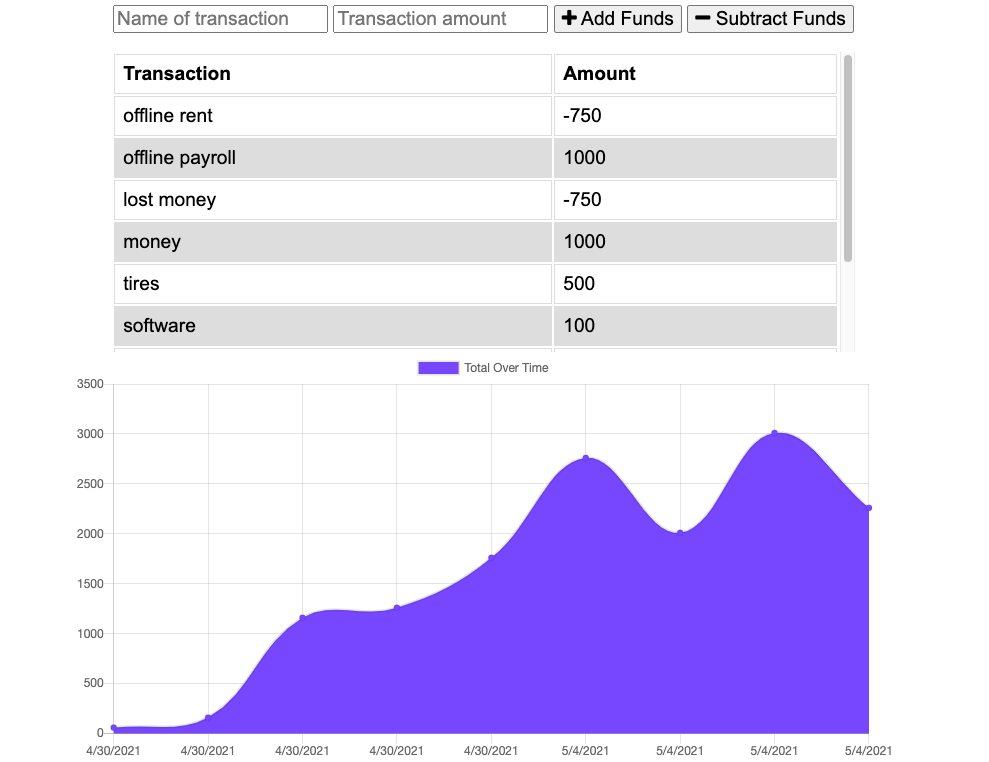 Name of transaction Transaction amount + Add Funds − Subtract Funds
Transaction Amount
offline rent -750
offline payroll 1000
lost money -750
money 1000
tires 500
software 100
Total Over Time
3500
3000
2500
2000
1500
1000
500
0
4/30/2021 4/30/2021 4/30/2021 4/30/2021 4/30/2021 5/4/2021 5/4/2021 5/4/2021 5/4/2021